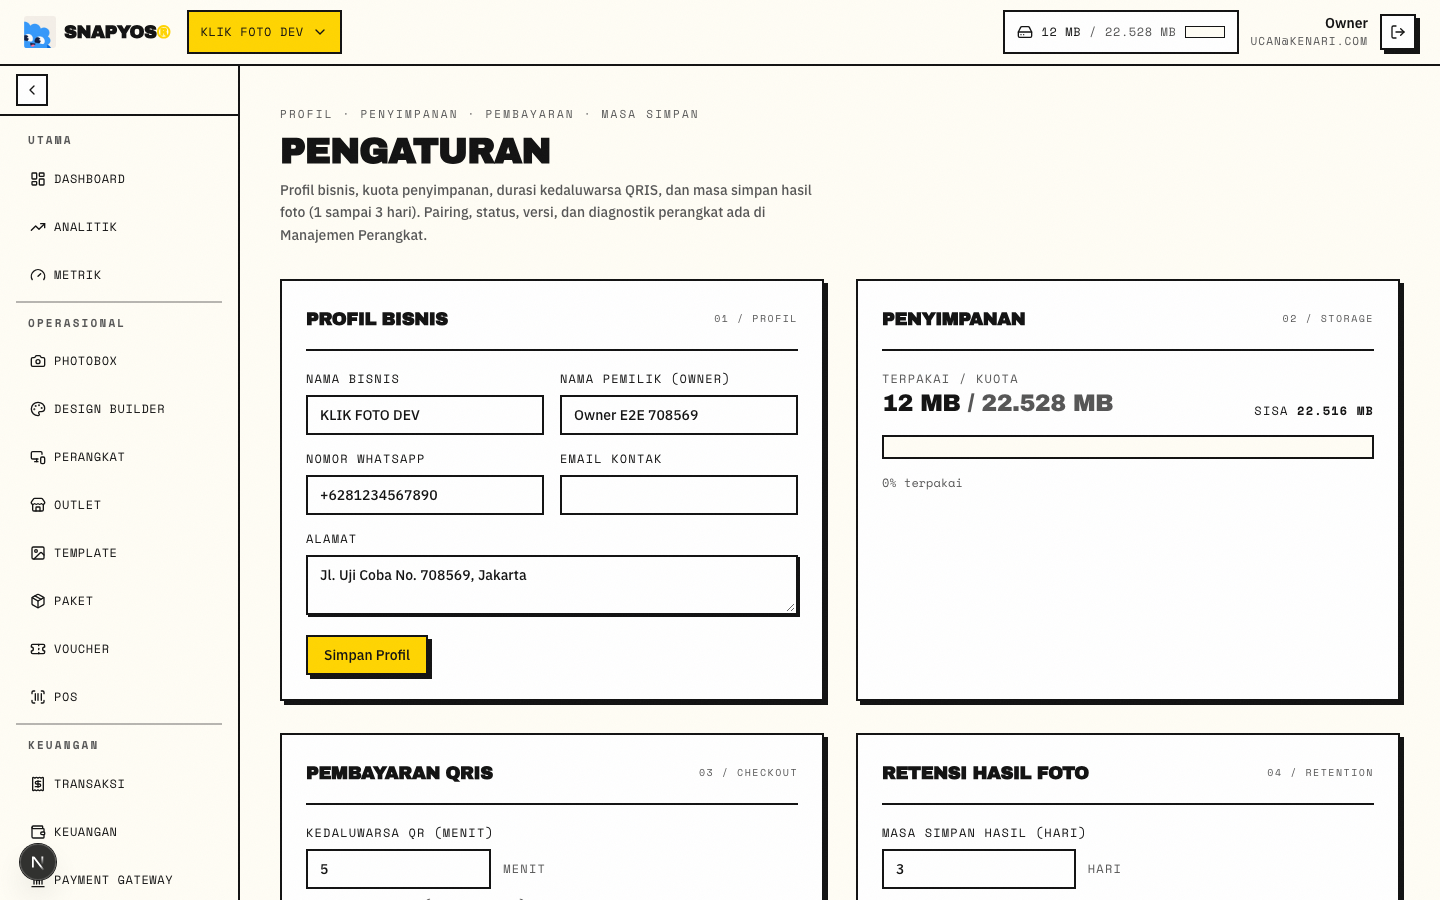 SNAPYOS®
KLIK FOTO DEV
12 MB / 22.528 MB
Owner
UCAN@KENARI.COM
UTAMA
DASHBOARD
ANALITIK
METRIK
OPERASIONAL
PHOTOBOX
DESIGN BUILDER
PERANGKAT
OUTLET
TEMPLATE
PAKET
VOUCHER
POS
KEUANGAN
TRANSAKSI
KEUANGAN
N
PAYMENT GATEWAY
PROFIL · PENYIMPANAN · PEMBAYARAN · MASA SIMPAN
PENGATURAN
Profil bisnis, kuota penyimpanan, durasi kedaluwarsa QRIS, dan masa simpan hasil
foto (1 sampai 3 hari). Pairing, status, versi, dan diagnostik perangkat ada di
Manajemen Perangkat.
PROFIL BISNIS
01 / PROFIL
NAMA BISNIS
NAMA PEMILIK (OWNER)
KLIK FOTO DEV
Owner E2E 708569
NOMOR WHATSAPP
EMAIL KONTAK
+6281234567890
ALAMAT
Jl. Uji Coba No. 708569, Jakarta
Simpan Profil
PENYIMPANAN
02 / STORAGE
TERPAKAI / KUOTA
12 MB / 22.528 MB
SISA 22.516 MB
0% terpakai
PEMBAYARAN QRIS
03 / CHECKOUT
KEDALUWARSA QR (MENIT)
5
MENIT
RETENSI HASIL FOTO
04 / RETENTION
MASA SIMPAN HASIL (HARI)
3
HARI